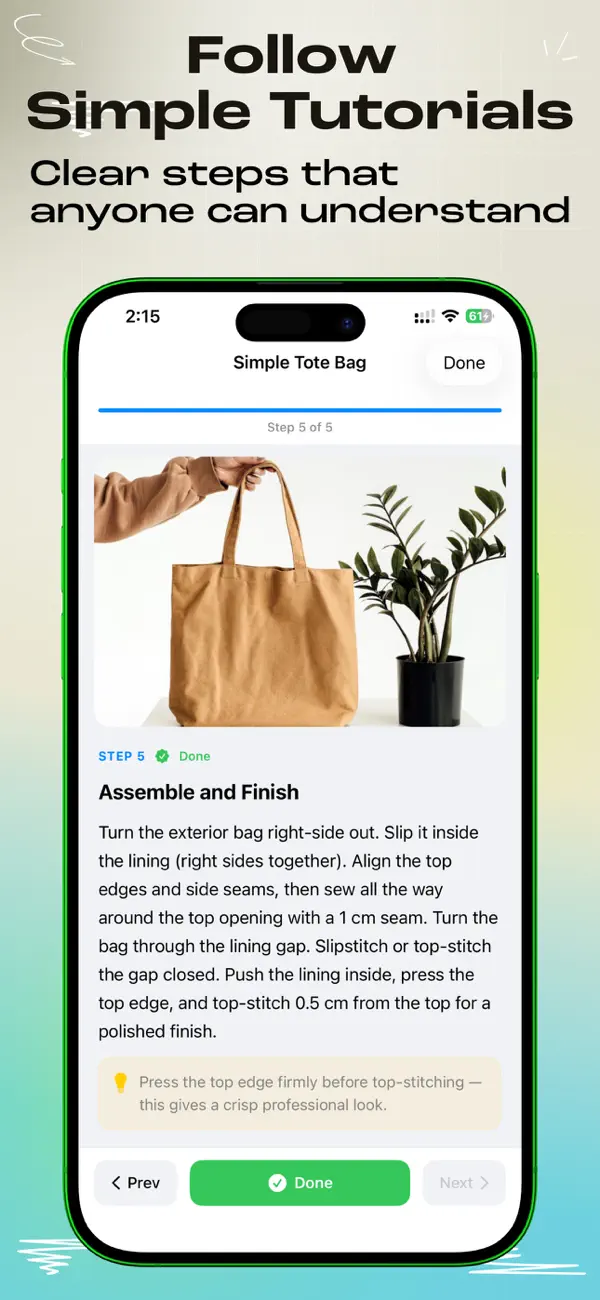 Follow
Simple Tutorials
Clear steps that
anyone can understand
2:15
61
Simple Tote Bag
Done
Step 5 of 5
STEP 5 Done
Assemble and Finish
Turn the exterior bag right-side out. Slip it inside
the lining (right sides together). Align the top
edges and side seams, then sew all the way
around the top opening with a 1 cm seam. Turn the
bag through the lining gap. Slipstitch or top-stitch
the gap closed. Push the lining inside, press the
top edge, and top-stitch 0.5 cm from the top for a
polished finish.
Press the top edge firmly before top-stitching —
this gives a crisp professional look.
Prev
Done
Next